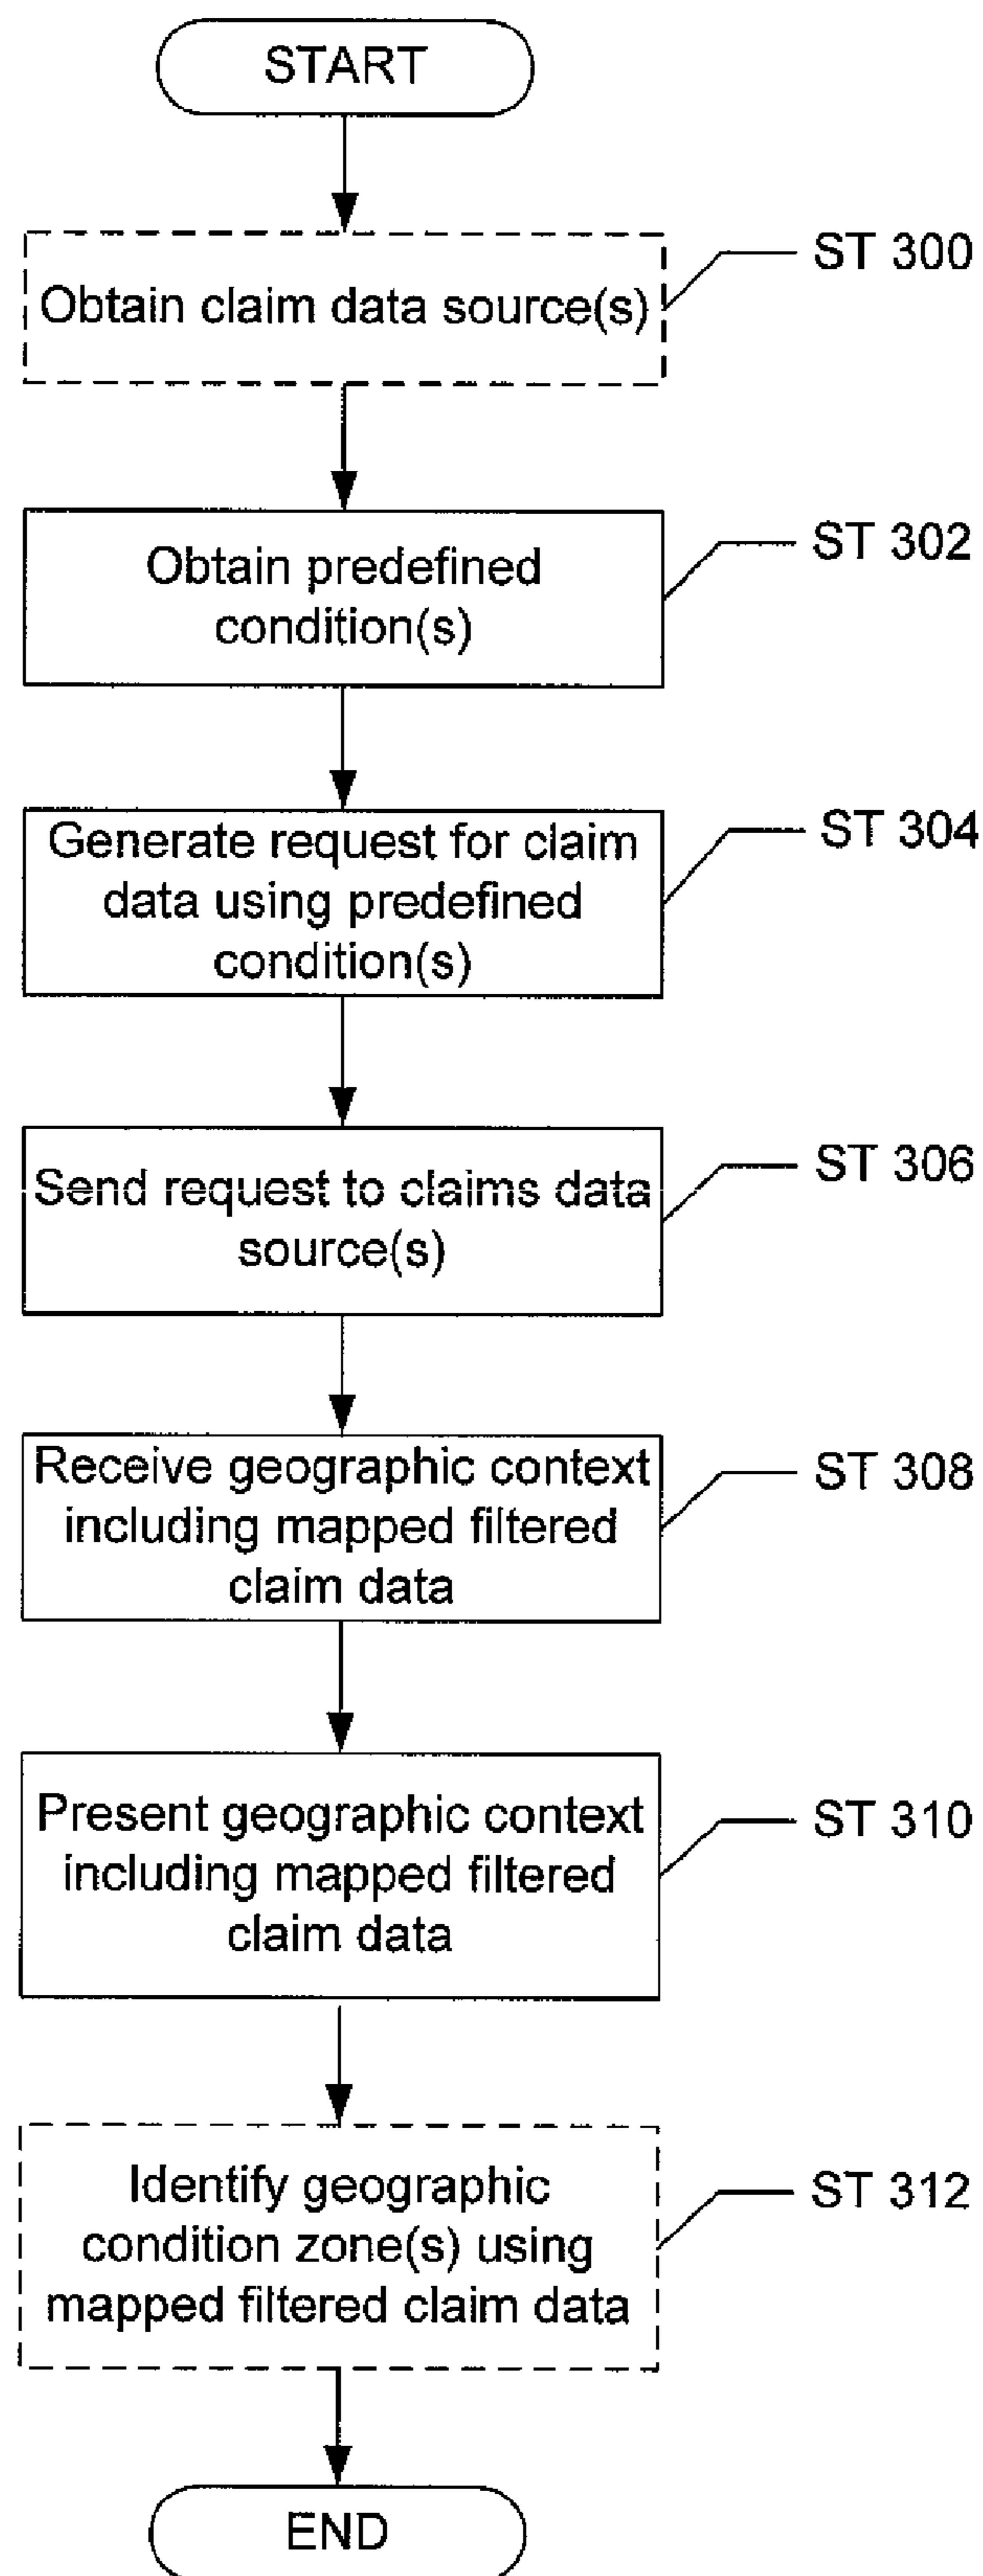 START
Obtain claim data source(s)
ST 300
Obtain predefined
condition(s)
ST 302
Generate request for claim
data using predefined
condition(s)
ST 304
Send request to claims data
source(s)
ST 306
Receive geographic context
including mapped filtered
claim data
ST 308
Present geographic context
including mapped filtered
claim data
ST 310
Identify geographic
condition zone(s) using
mapped filtered claim data
ST 312
END